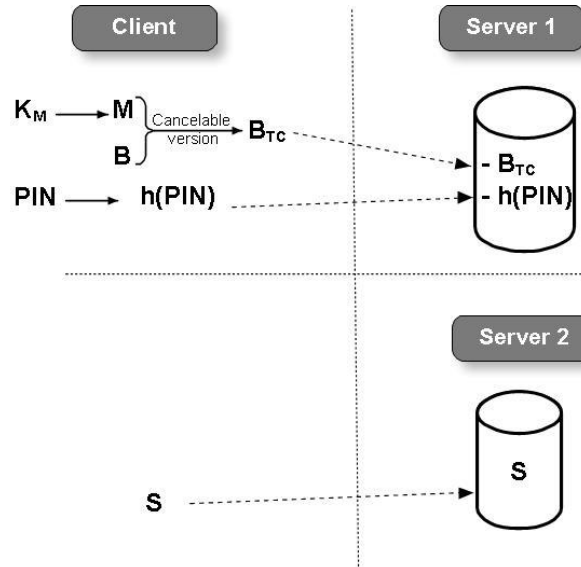 Client
Server 1
K_M M
Cancelable
version
B_TC
B
- B_TC
PIN h(PIN)
- h(PIN)
Server 2
S
S